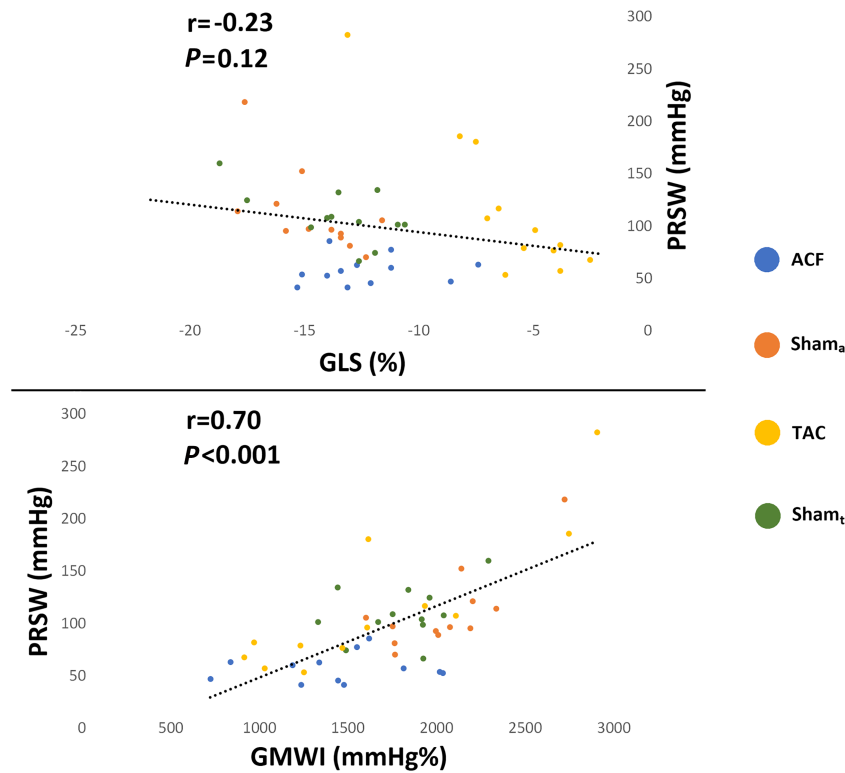 r= -0.23
P=0.12
300
250
200
150
100
50
0
PRSW (mmHg)
-25 -20 -15 -10 -5
GLS (%)
ACF
Shamₐ
TAC
Shamₜ
r=0.70
P<0.001
300
250
200
150
100
50
PRSW (mmHg)
0 500 1000 1500 2000 2500 3000
GMWI (mmHg%)